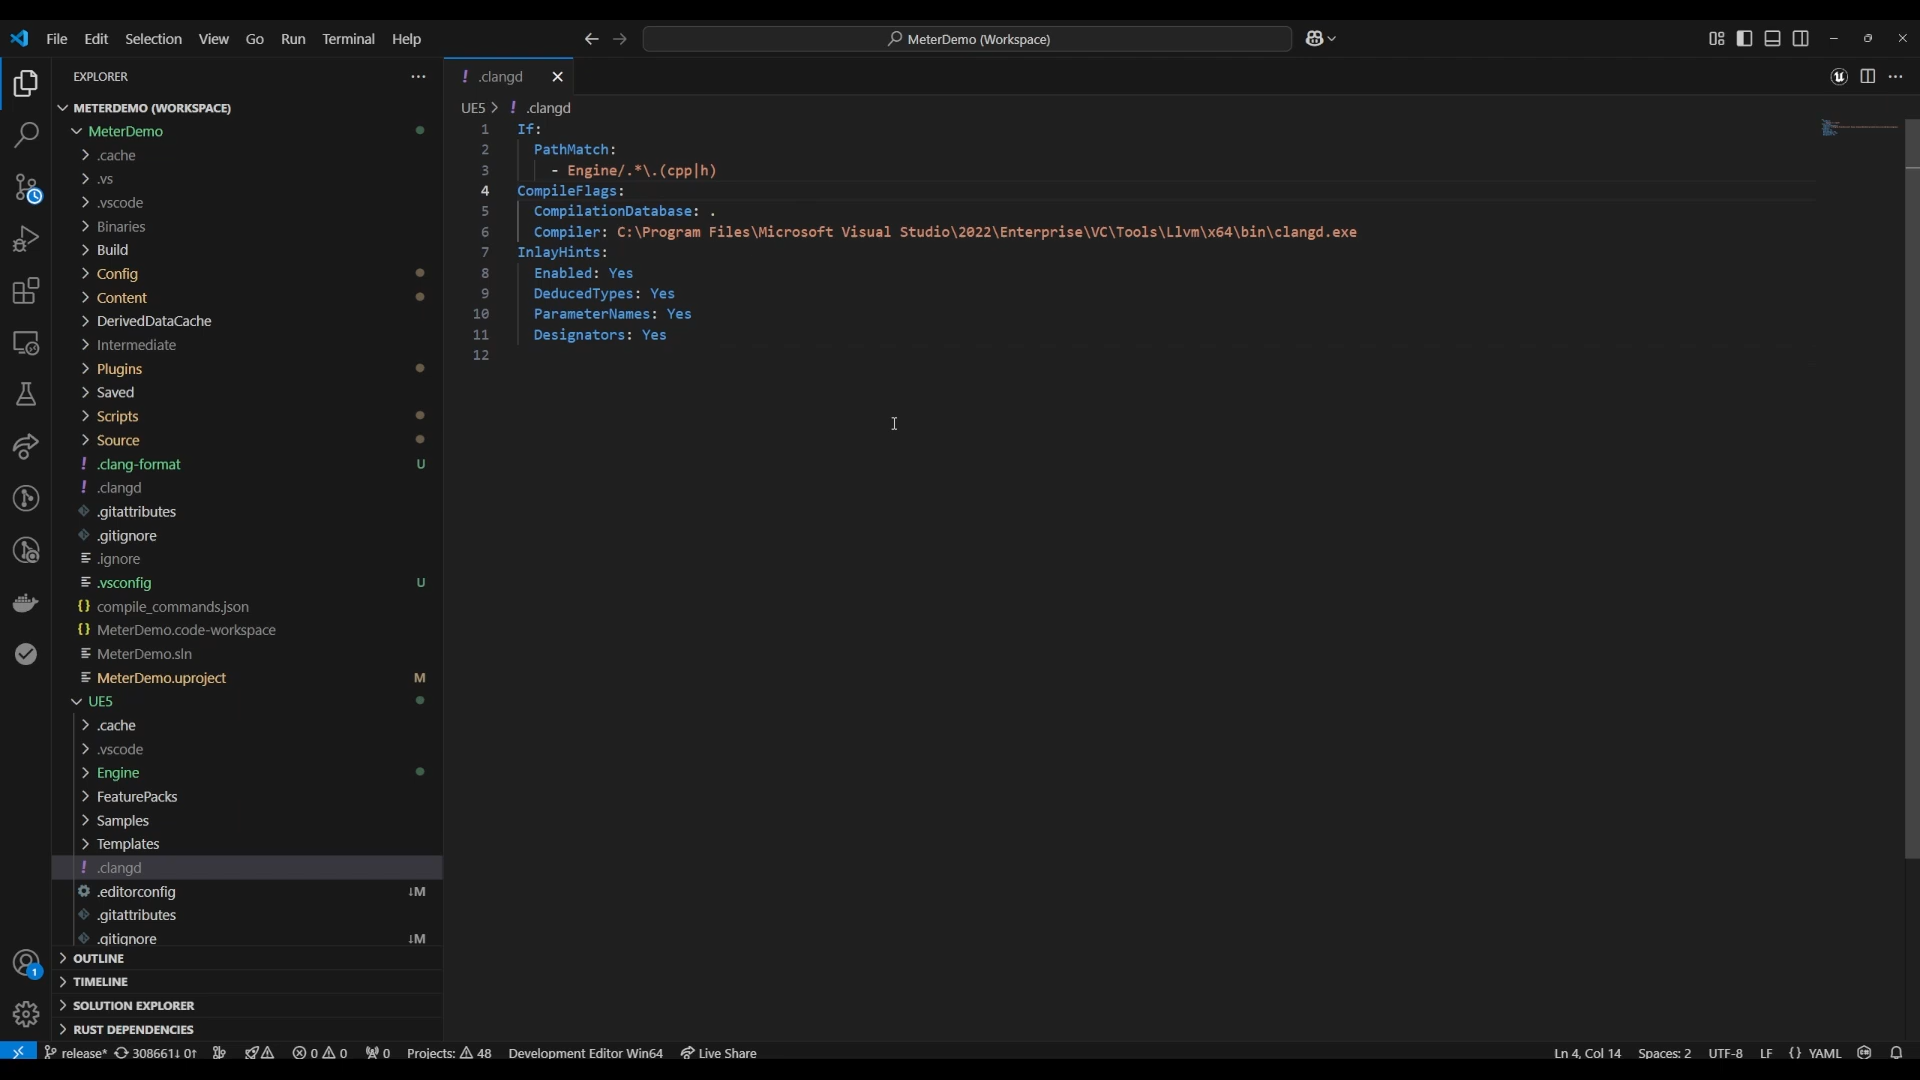 File Edit Selection View Go Run Terminal Help
MeterDemo (Workspace)
EXPLORER
METERDEMO (WORKSPACE)
MeterDemo
.cache
.vs
.vscode
Binaries
Build
Config
Content
DerivedDataCache
Intermediate
Plugins
Saved
Scripts
Source
.clang-format U
.clangd
.gitattributes
.gitignore
.ignore
.vsconfig U
compile_commands.json
MeterDemo.code-workspace
MeterDemo.sln
MeterDemo.uproject M
UE5
.cache
.vscode
Engine
FeaturePacks
Samples
Templates
.clangd
.editorconfig ↓M
.gitattributes
.gitignore ↓M
OUTLINE
TIMELINE
SOLUTION EXPLORER
RUST DEPENDENCIES
! .clangd
UE5 > ! .clangd
1 If:
2 PathMatch:
3 - Engine/.*\.(cpp|h)
4 CompileFlags:
5 CompilationDatabase: .
6 Compiler: C:\Program Files\Microsoft Visual Studio\2022\Enterprise\VC\Tools\Llvm\x64\bin\clangd.exe
7 InlayHints:
8 Enabled: Yes
9 DeducedTypes: Yes
10 ParameterNames: Yes
11 Designators: Yes
12
1
release* 30866↓ 0↑ 0 0 0 Projects: 48 Development Editor Win64 Live Share Ln 4, Col 14 Spaces: 2 UTF-8 LF {} YAML